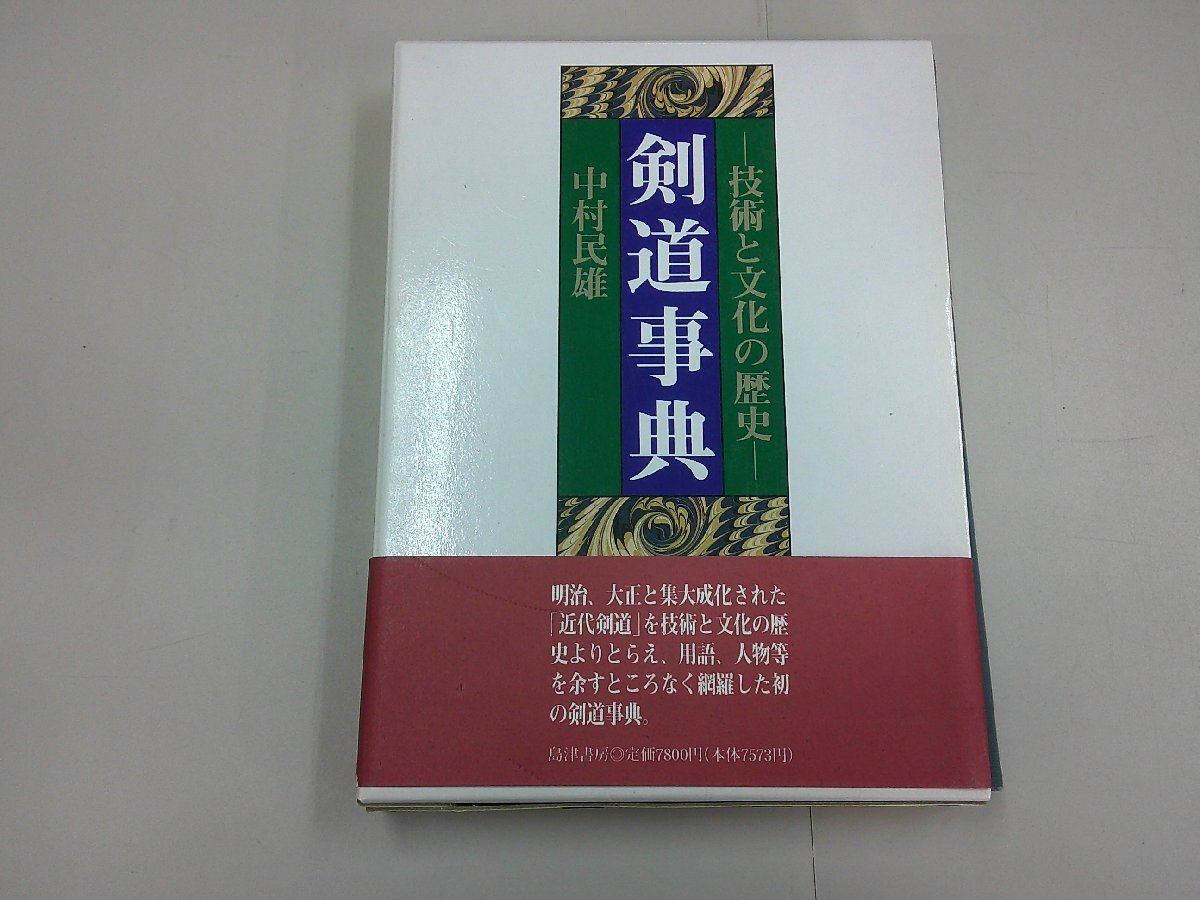 ―技術と文化の歴史―
剣道事典
中村民雄
明治、大正と集大成化された
「近代剣道」を技術と文化の歴
史よりとらえ、用語、人物等
を余すところなく網羅した初
の剣道事典。
島津書房◎定価7800円(本体7573円)